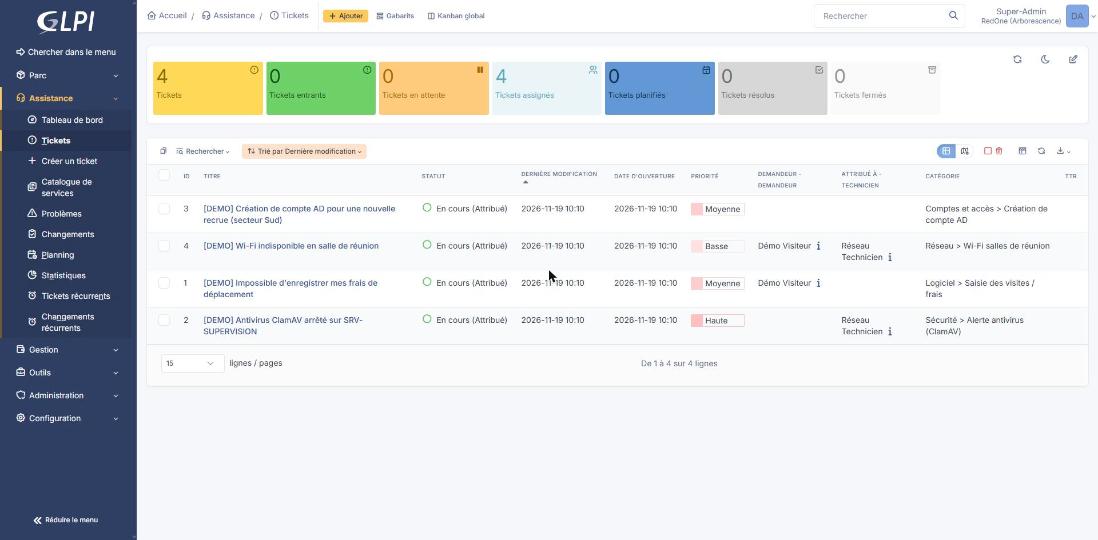 GLPI
Chercher dans le menu
Parc
Assistance
Tableau de bord
Tickets
Créer un ticket
Catalogue de
services
Problèmes
Changements
Planning
Statistiques
Tickets récurrents
Changements
récurrents
Gestion
Outils
Administration
Configuration
Réduire le menu
Accueil / Assistance / Tickets
+ Ajouter
Gabarits
Kanban global
Rechercher
Super-Admin
RedOne (Arborescence)
DA
4
Tickets
0
Tickets entrants
0
Tickets en attente
4
Tickets assignés
0
Tickets planifiés
0
Tickets résolus
0
Tickets fermés
Rechercher
Trié par Dernière modification
ID TITRE STATUT DERNIÈRE MODIFICATION DATE D'OUVERTURE PRIORITÉ DEMANDEUR - DEMANDEUR ATTRIBUÉ À - TECHNICIEN CATÉGORIE TTR
3 [DEMO] Création de compte AD pour une nouvelle recrue (secteur Sud) En cours (Attribué) 2026-11-19 10:10 2026-11-19 10:10 Moyenne Comptes et accès > Création de compte AD
4 [DEMO] Wi-Fi indisponible en salle de réunion En cours (Attribué) 2026-11-19 10:10 2026-11-19 10:10 Basse Démo Visiteur Réseau Technicien Réseau > Wi-Fi salles de réunion
1 [DEMO] Impossible d'enregistrer mes frais de déplacement En cours (Attribué) 2026-11-19 10:10 2026-11-19 10:10 Moyenne Démo Visiteur Logiciel > Saisie des visites / frais
2 [DEMO] Antivirus ClamAV arrêté sur SRV-SUPERVISION En cours (Attribué) 2026-11-19 10:10 2026-11-19 10:10 Haute Réseau Technicien Sécurité > Alerte antivirus (ClamAV)
15 lignes / pages
De 1 à 4 sur 4 lignes